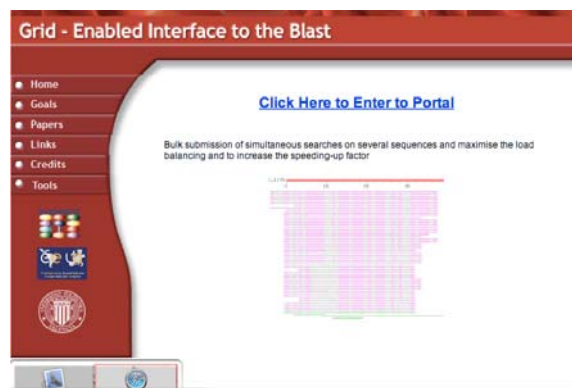 Grid - Enabled Interface to the Blast
Home
Goals
Papers
Links
Credits
Tools
Click Here to Enter to Portal
Bulk submission of simultaneous searches on several sequences and maximise the load
balancing and to increase the speeding-up factor